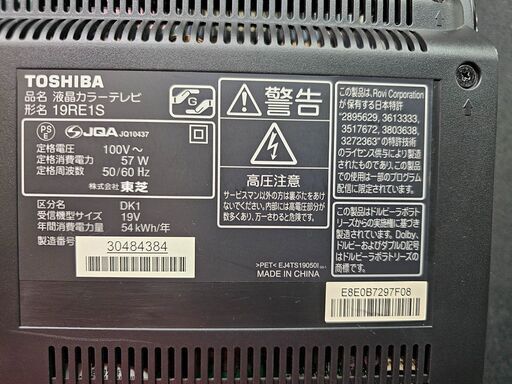 TOSHIBA
品名 液晶カラーテレビ
形名 19RE1S
PS
E
JQA JQ10437
定格電圧 : 100V～
定格消費電力 : 57 W
定格周波数 : 50/60 Hz
株式会社 東芝
区分名 : DK1
受信機型サイズ : 19V
年間消費電力量 : 54 kWh/年
製造番号
30484384
G
警告
高圧注意
サービスマン以外の方は裏ぶたをあけ
ないでください。内部には高電圧部分が
数多くあり、万一さわると危険です。
>PET< EJ4TS19050I
MADE IN CHINA
この製品は、Rovi Corporation
が保有する日本特許
"2895629, 3613333,
3517672, 3803638,
3272363" の特許技術
のライセンス供与により製造
されたものであり、この製品
での使用は一部のプログラム
配信に限定されています。
この製品はドルビーラボラト
リーズからの実施権に基づ
き製造されています。Dolby、
ドルビー及びダブルD記号
はドルビーラボラトリーズの
商標です。
E8E0B7297F08